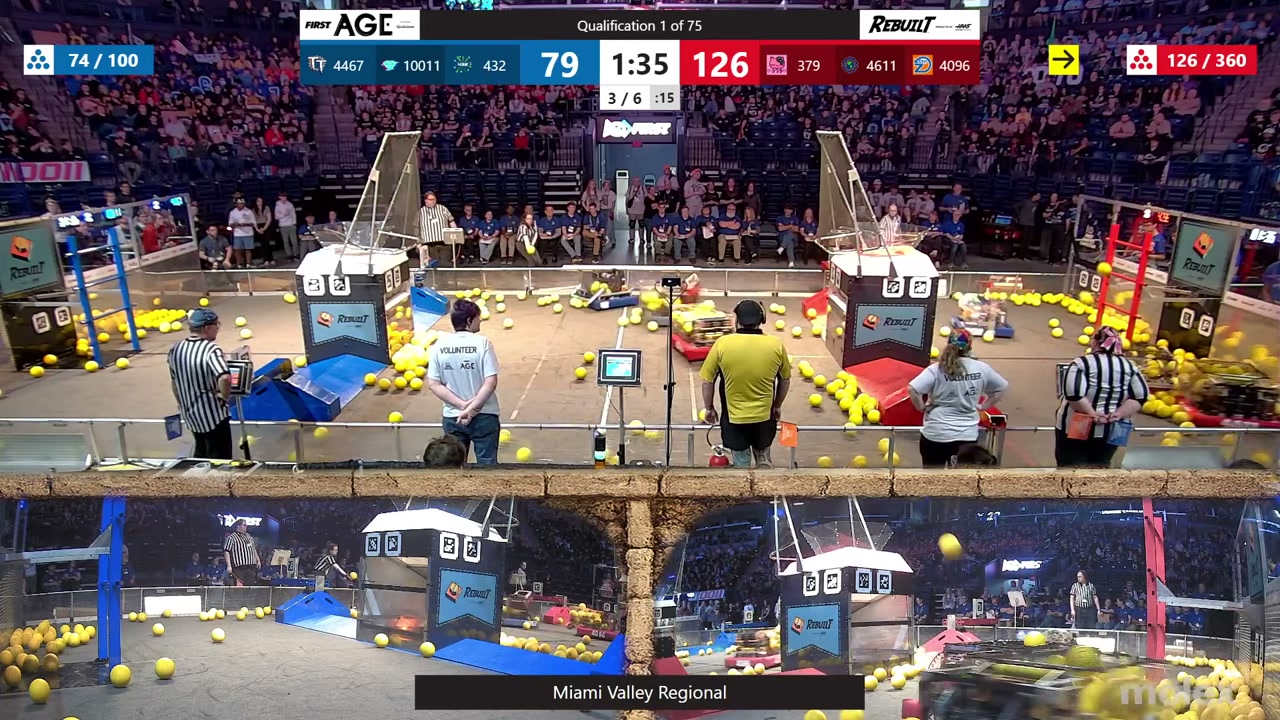 FIRST AGE
Qualification 1 of 75
REBUILT
74 / 100
4467
10011
432
79
1:35
126
379
4611
4096
126 / 360
3 / 6
:15
FIRST
REBUILT
REBUILT
REBUILT
REBUILT
VOLUNTEER
AGE
VOLUNTEER
REBUILT
REBUILT
Miami Valley Regional
molex